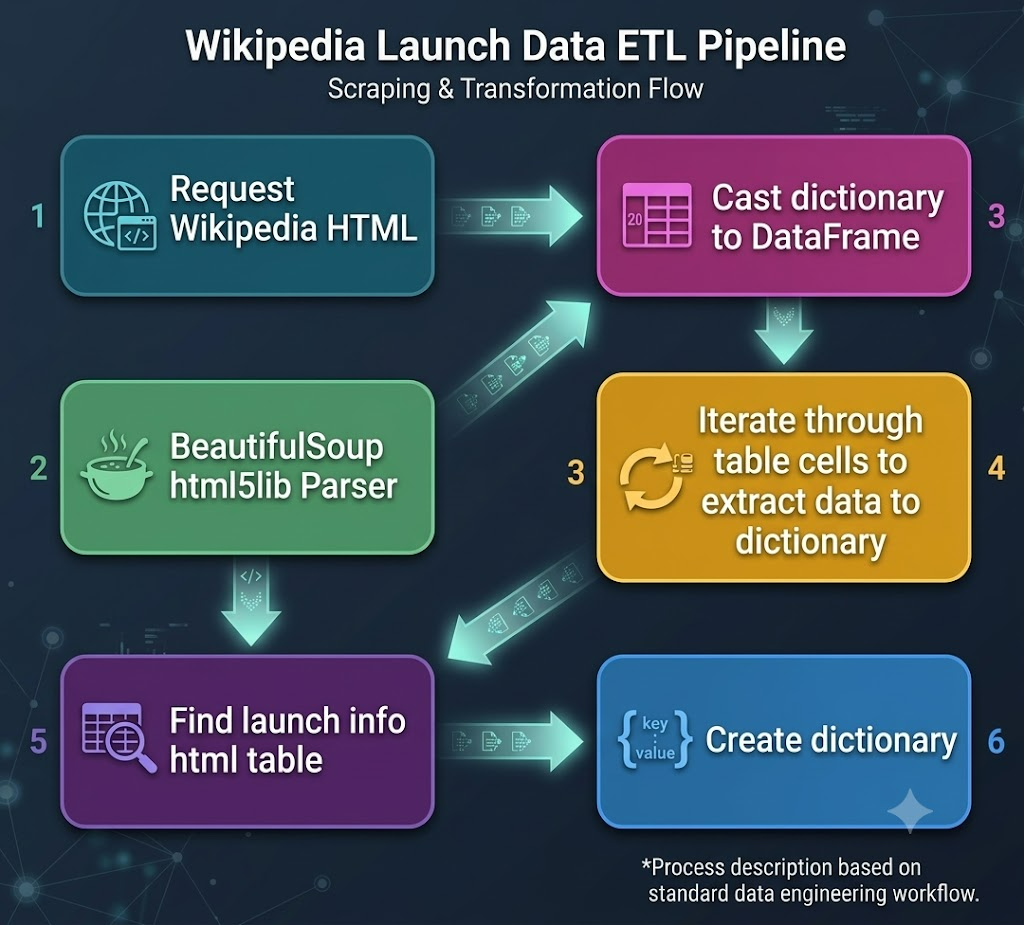 Wikipedia Launch Data ETL Pipeline
Scraping & Transformation Flow
1
</>
Request
Wikipedia HTML
20
Cast dictionary
to DataFrame
3
2
BeautifulSoup
html5lib Parser
3
Iterate through
table cells to
extract data to
dictionary
4
</>
5
Find launch info
html table
{key
:
value}
Create dictionary
6
*Process description based on
standard data engineering workflow.